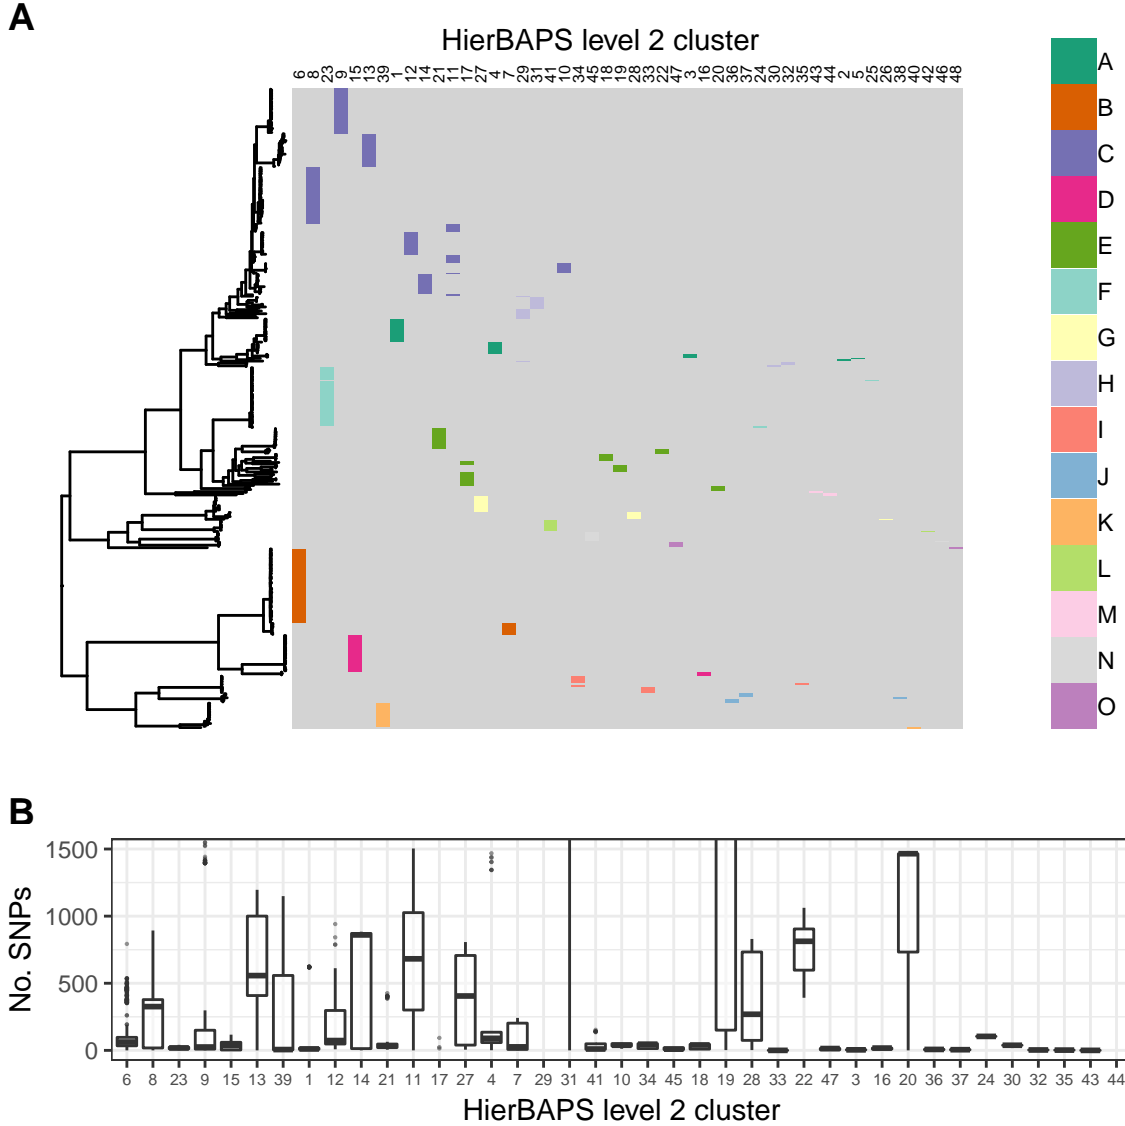 A
HierBAPS level 2 cluster
6 8 23 9 15 13 39 1 12 14 21 11 17 27 4 7 29 31 41 10 34 45 18 19 28 33 22 47 3 16 20 36 37 24 30 32 35 43 44 2 5 25 26 38 40 42 46 48
A
B
C
D
E
F
G
H
I
J
K
L
M
N
O
B
No. SNPs
1500
1000
500
0
6 8 23 9 15 13 39 1 12 14 21 11 17 27 4 7 29 31 41 10 34 45 18 19 28 33 22 47 3 16 20 36 37 24 30 32 35 43 44
HierBAPS level 2 cluster